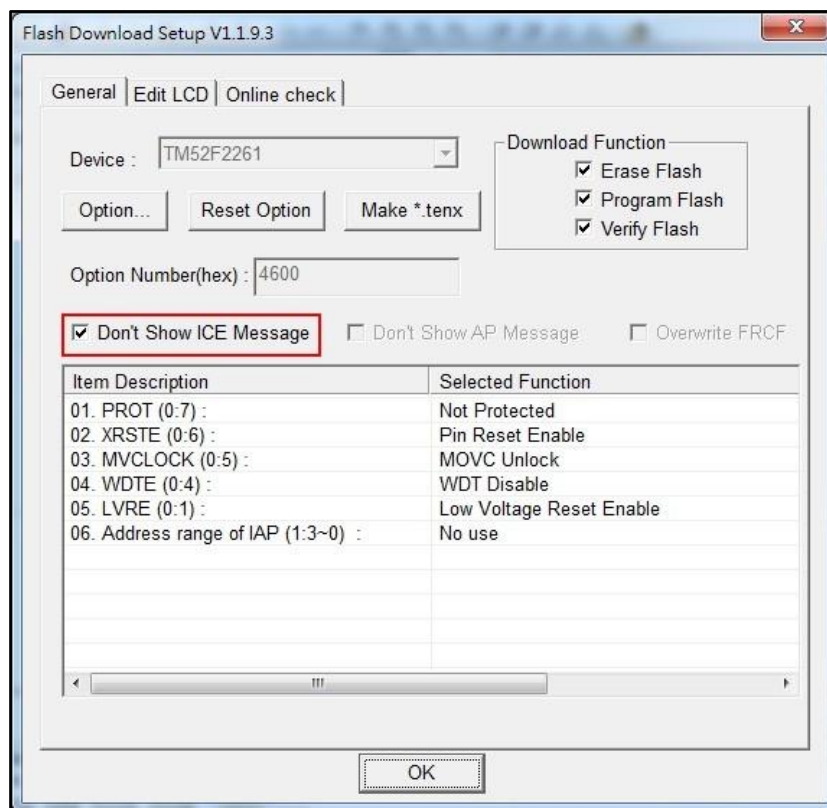 Flash Download Setup V1.1.9.3
General Edit LCD Online check
Device : TM52F2261
Download Function
Erase Flash
Program Flash
Verify Flash
Option... Reset Option Make *.tenx
Option Number(hex) : 4600
Don't Show ICE Message Don't Show AP Message Overwrite FRCF
Item Description Selected Function
01. PROT (0:7) : Not Protected
02. XRSTE (0:6) : Pin Reset Enable
03. MVCLOCK (0:5) : MOVC Unlock
04. WDTE (0:4) : WDT Disable
05. LVRE (0:1) : Low Voltage Reset Enable
06. Address range of IAP (1:3~0) : No use
OK